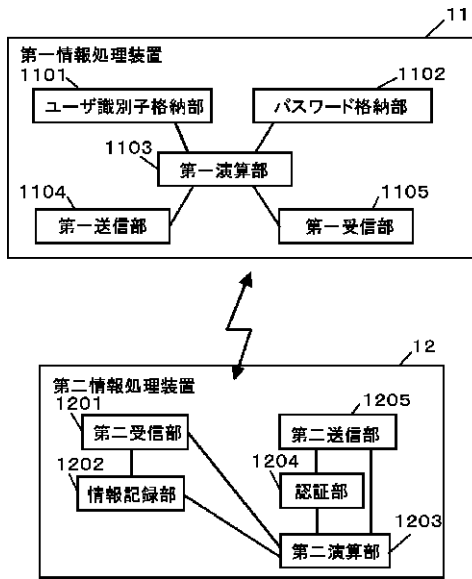 11
第一情報処理装置
1101
1102
ユーザ識別子格納部
パスワード格納部
1103
第一演算部
1104
1105
第一送信部
第一受信部
12
第二情報処理装置
1201
1205
第二受信部
第二送信部
1202
1204
情報記録部
認証部
1203
第二演算部